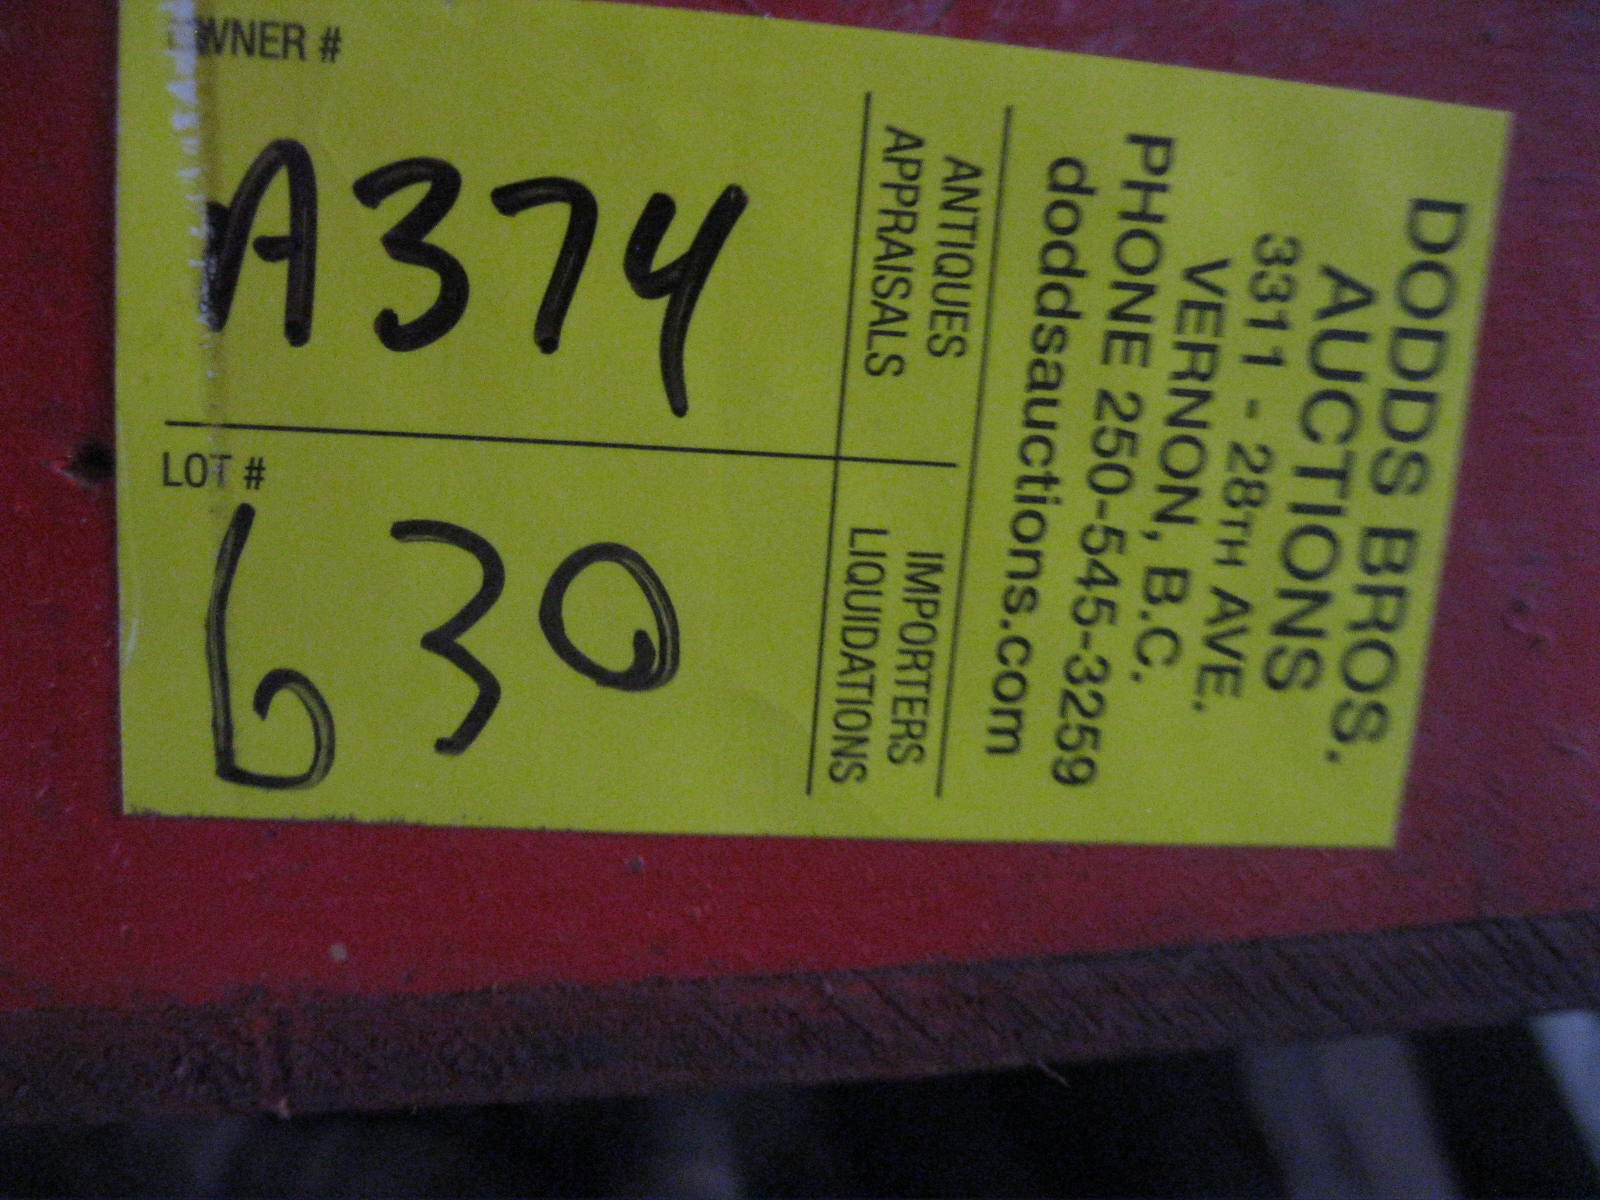 DODDS BROS.
AUCTIONS
3311 - 28TH AVE.
VERNON, B.C.
PHONE 250-545-3259
doddsauctions.com
ANTIQUES
APPRAISALS
IMPORTERS
LIQUIDATIONS
OWNER #
A374
LOT #
630